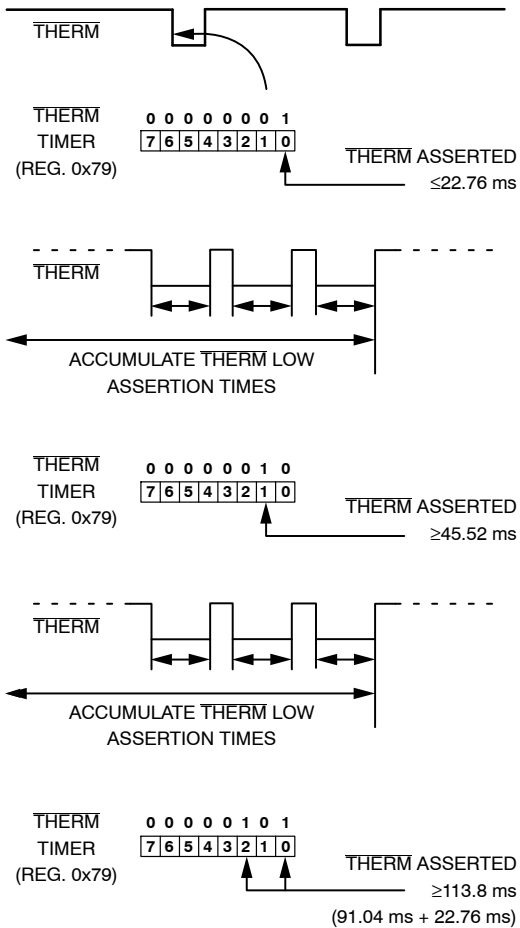 THERM
THERM
TIMER
(REG. 0x79)
0 0 0 0 0 0 0 1
7 6 5 4 3 2 1 0
THERM ASSERTED
≤22.76 ms
THERM
ACCUMULATE THERM LOW
ASSERTION TIMES
THERM
TIMER
(REG. 0x79)
0 0 0 0 0 0 1 0
7 6 5 4 3 2 1 0
THERM ASSERTED
≥45.52 ms
THERM
ACCUMULATE THERM LOW
ASSERTION TIMES
THERM
TIMER
(REG. 0x79)
0 0 0 0 0 1 0 1
7 6 5 4 3 2 1 0
THERM ASSERTED
≥113.8 ms
(91.04 ms + 22.76 ms)